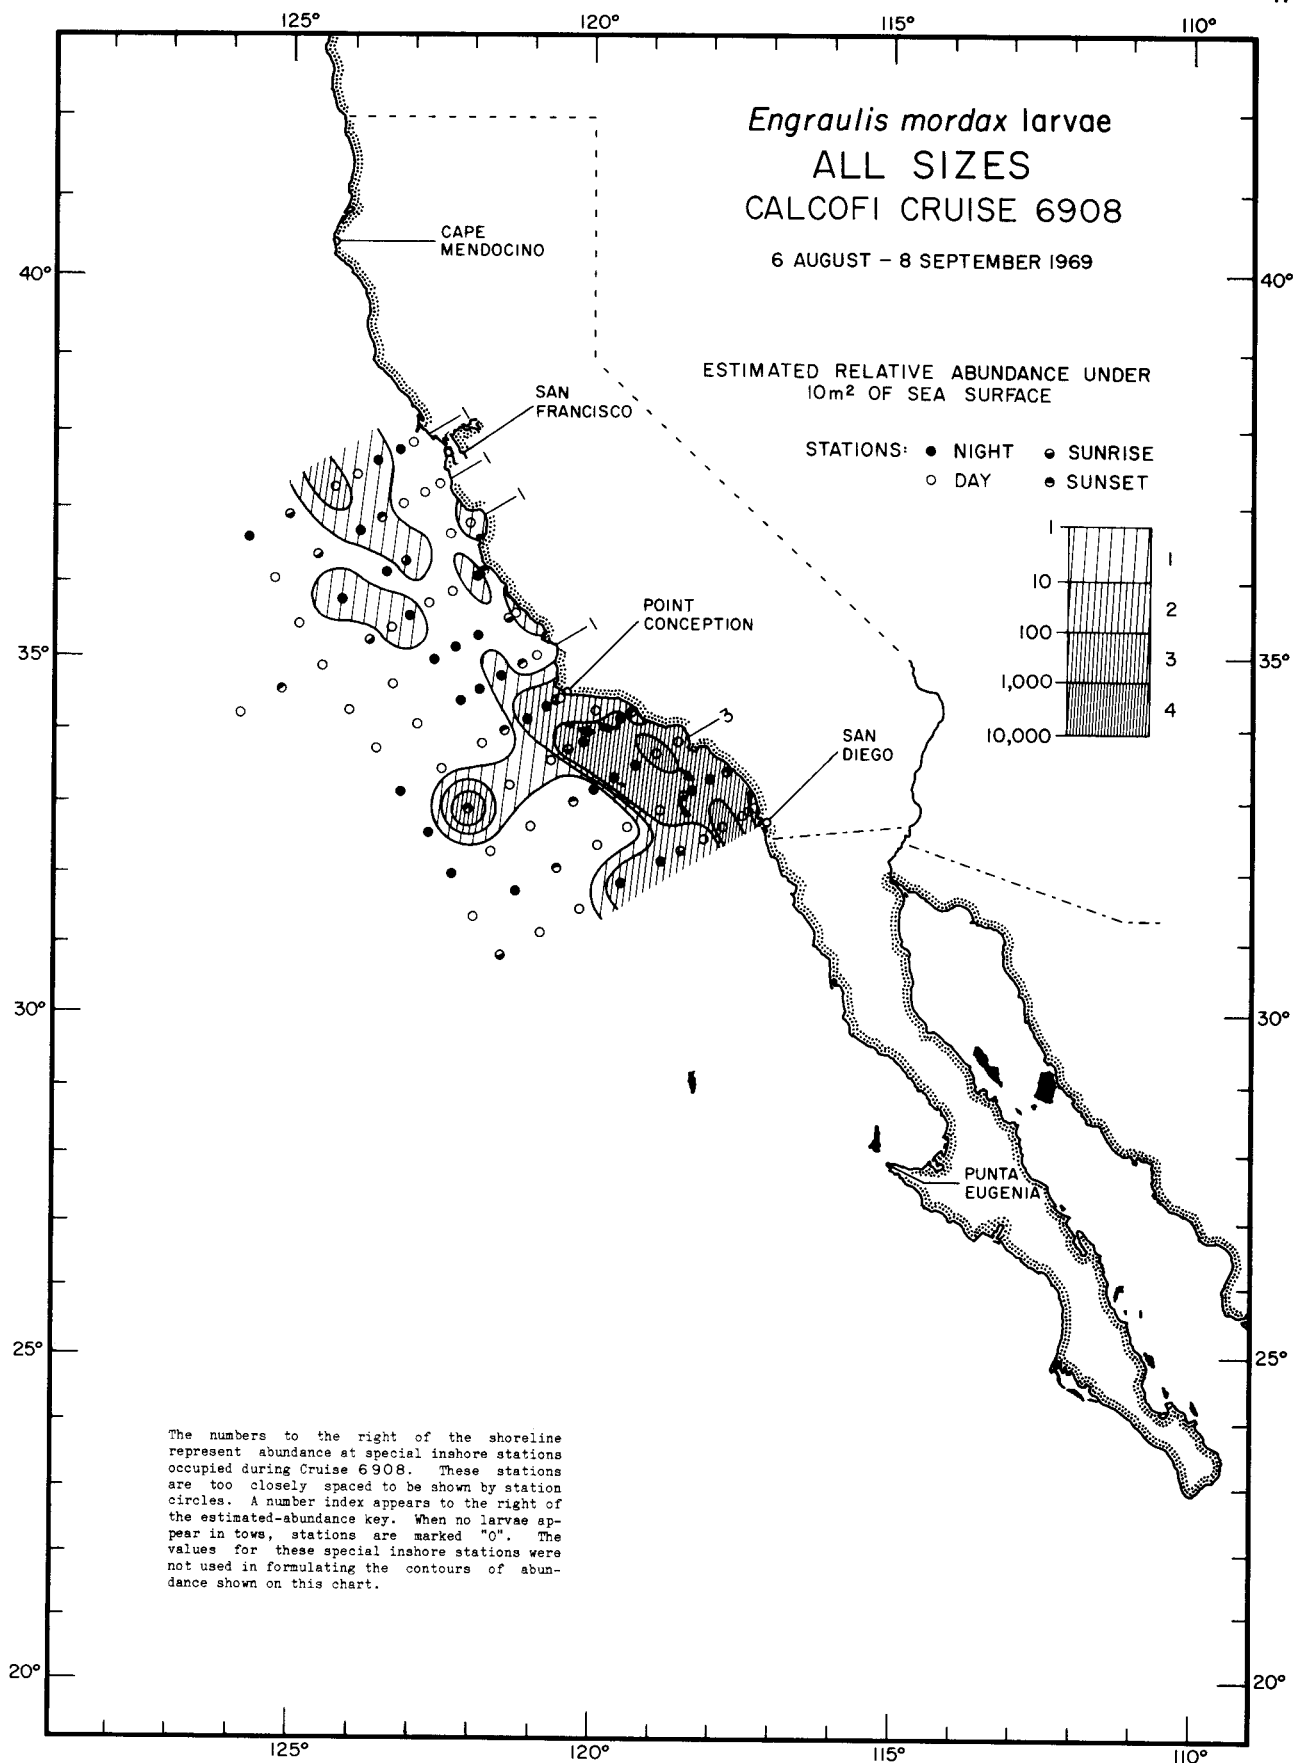 125°
120°
115°
110°
Engraulis mordax larvae
ALL SIZES
CALCOFI CRUISE 6908
6 AUGUST – 8 SEPTEMBER 1969
CAPE
MENDOCINO
40°
40°
ESTIMATED RELATIVE ABUNDANCE UNDER
10m² OF SEA SURFACE
SAN
FRANCISCO
STATIONS: NIGHT SUNRISE
DAY SUNSET
1
1
1
1
10
1
2
100
3
1,000
4
10,000
POINT
CONCEPTION
1
35°
35°
3
SAN
DIEGO
30°
30°
PUNTA
EUGENIA
25°
25°
The numbers to the right of the shoreline
represent abundance at special inshore stations
occupied during Cruise 6908. These stations
are too closely spaced to be shown by station
circles. A number index appears to the right of
the estimated-abundance key. When no larvae ap-
pear in tows, stations are marked "0". The
values for these special inshore stations were
not used in formulating the contours of abun-
dance shown on this chart.
20°
20°
125°
120°
115°
110°